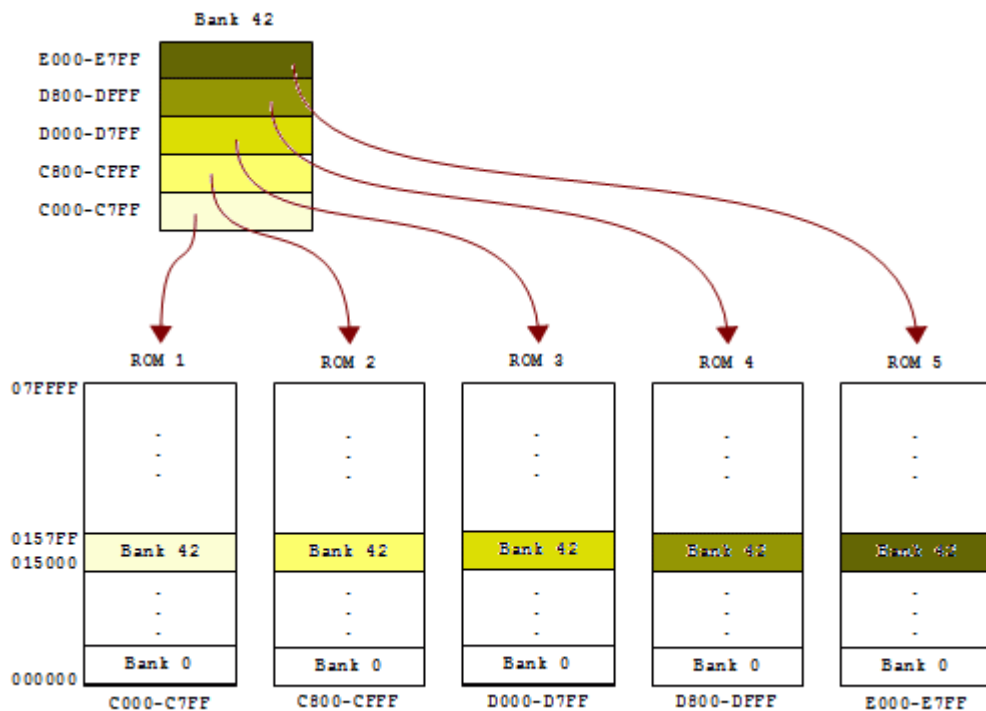 Bank 42
E000-E7FF
D800-DFFF
D000-D7FF
C800-CFFF
C000-C7FF
ROM 1 ROM 2 ROM 3 ROM 4 ROM 5
07FFFF
0157FF
Bank 42 Bank 42 Bank 42 Bank 42 Bank 42
015000
Bank 0 Bank 0 Bank 0 Bank 0 Bank 0
000000
C000-C7FF C800-CFFF D000-D7FF D800-DFFF E000-E7FF